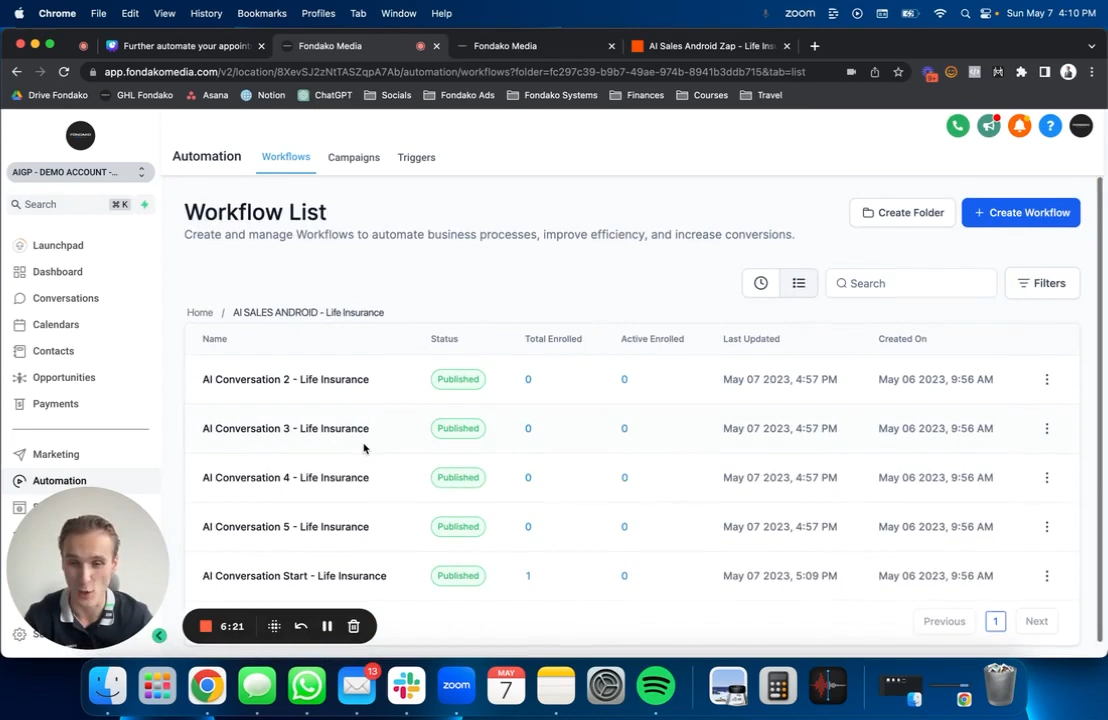 Chrome File Edit View History Bookmarks Profiles Tab Window Help zoom Sun May 7 4:10 PM
Further automate your appoin Fondako Media Fondako Media AI Sales Android Zap - Life Ins
app.fondakomedia.com/v2/location/8XevSJ2zNtTASZqpA7Ab/automation/workflows?folder=fc297c39-b9b7-49ae-974b-8941b3ddb715&tab=list
Drive Fondako GHL Fondako Asana Notion ChatGPT Socials Fondako Ads Fondako Systems Finances Courses Travel
FONDAKO
Automation Workflows Campaigns Triggers
AIGP - DEMO ACCOUNT -...
Search ⌘ K
Launchpad
Dashboard
Conversations
Calendars
Contacts
Opportunities
Payments
Marketing
Automation
Workflow List
Create Folder + Create Workflow
Create and manage Workflows to automate business processes, improve efficiency, and increase conversions.
Search Filters
Home / AI SALES ANDROID - Life Insurance
Name Status Total Enrolled Active Enrolled Last Updated Created On
AI Conversation 2 - Life Insurance Published 0 0 May 07 2023, 4:57 PM May 06 2023, 9:56 AM
AI Conversation 3 - Life Insurance Published 0 0 May 07 2023, 4:57 PM May 06 2023, 9:56 AM
AI Conversation 4 - Life Insurance Published 0 0 May 07 2023, 4:57 PM May 06 2023, 9:56 AM
AI Conversation 5 - Life Insurance Published 0 0 May 07 2023, 4:57 PM May 06 2023, 9:56 AM
AI Conversation Start - Life Insurance Published 1 0 May 07 2023, 5:09 PM May 06 2023, 9:56 AM
Previous 1 Next
6:21
13
zoom
MAY
7